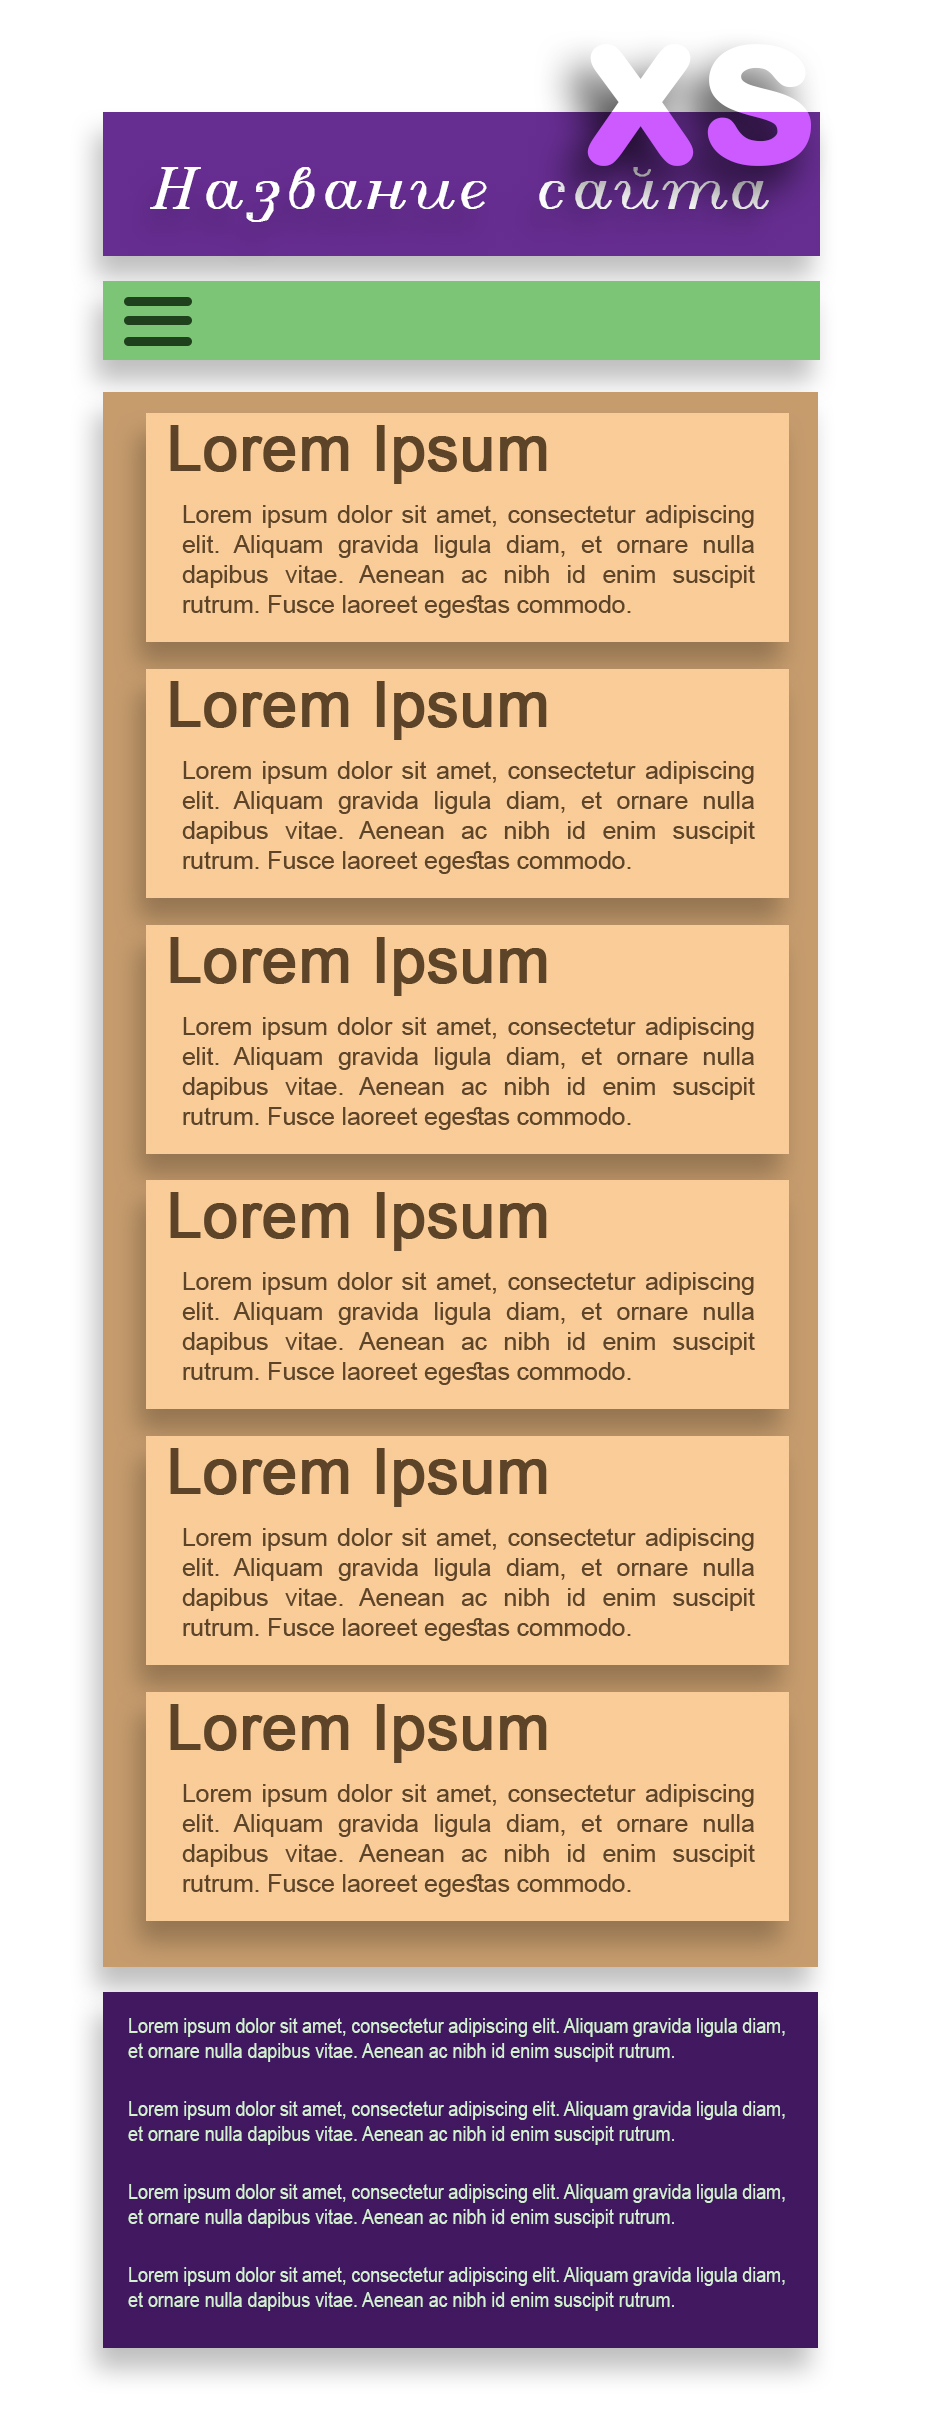 xs
Название сайта
Lorem Ipsum
Lorem ipsum dolor sit amet, consectetur adipiscing
elit. Aliquam gravida ligula diam, et ornare nulla
dapibus vitae. Aenean ac nibh id enim suscipit
rutrum. Fusce laoreet egestas commodo.
Lorem Ipsum
Lorem ipsum dolor sit amet, consectetur adipiscing
elit. Aliquam gravida ligula diam, et ornare nulla
dapibus vitae. Aenean ac nibh id enim suscipit
rutrum. Fusce laoreet egestas commodo.
Lorem Ipsum
Lorem ipsum dolor sit amet, consectetur adipiscing
elit. Aliquam gravida ligula diam, et ornare nulla
dapibus vitae. Aenean ac nibh id enim suscipit
rutrum. Fusce laoreet egestas commodo.
Lorem Ipsum
Lorem ipsum dolor sit amet, consectetur adipiscing
elit. Aliquam gravida ligula diam, et ornare nulla
dapibus vitae. Aenean ac nibh id enim suscipit
rutrum. Fusce laoreet egestas commodo.
Lorem Ipsum
Lorem ipsum dolor sit amet, consectetur adipiscing
elit. Aliquam gravida ligula diam, et ornare nulla
dapibus vitae. Aenean ac nibh id enim suscipit
rutrum. Fusce laoreet egestas commodo.
Lorem Ipsum
Lorem ipsum dolor sit amet, consectetur adipiscing
elit. Aliquam gravida ligula diam, et ornare nulla
dapibus vitae. Aenean ac nibh id enim suscipit
rutrum. Fusce laoreet egestas commodo.
Lorem ipsum dolor sit amet, consectetur adipiscing elit. Aliquam gravida ligula diam,
et ornare nulla dapibus vitae. Aenean ac nibh id enim suscipit rutrum.
Lorem ipsum dolor sit amet, consectetur adipiscing elit. Aliquam gravida ligula diam,
et ornare nulla dapibus vitae. Aenean ac nibh id enim suscipit rutrum.
Lorem ipsum dolor sit amet, consectetur adipiscing elit. Aliquam gravida ligula diam,
et ornare nulla dapibus vitae. Aenean ac nibh id enim suscipit rutrum.
Lorem ipsum dolor sit amet, consectetur adipiscing elit. Aliquam gravida ligula diam,
et ornare nulla dapibus vitae. Aenean ac nibh id enim suscipit rutrum.